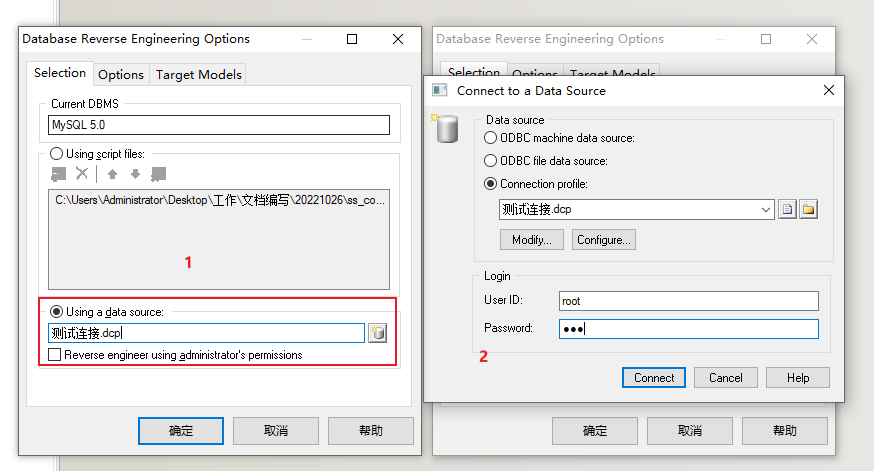 Database Reverse Engineering Options
Selection
Options
Target Models
Current DBMS
MySQL 5.0
Using script files:
C:\Users\Administrator\Desktop\工作\文档编写\20221026\ss_co...
1
Using a data source:
测试连接.dcp
Reverse engineer using administrator's permissions
确定
取消
帮助
Database Reverse Engineering Options
Selection
Options
Target Models
Connect to a Data Source
Data source
ODBC machine data source:
ODBC file data source:
Connection profile:
测试连接.dcp
Modify...
Configure...
Login
User ID:
root
Password:
●●●
2
Connect
Cancel
Help
确定
取消
帮助